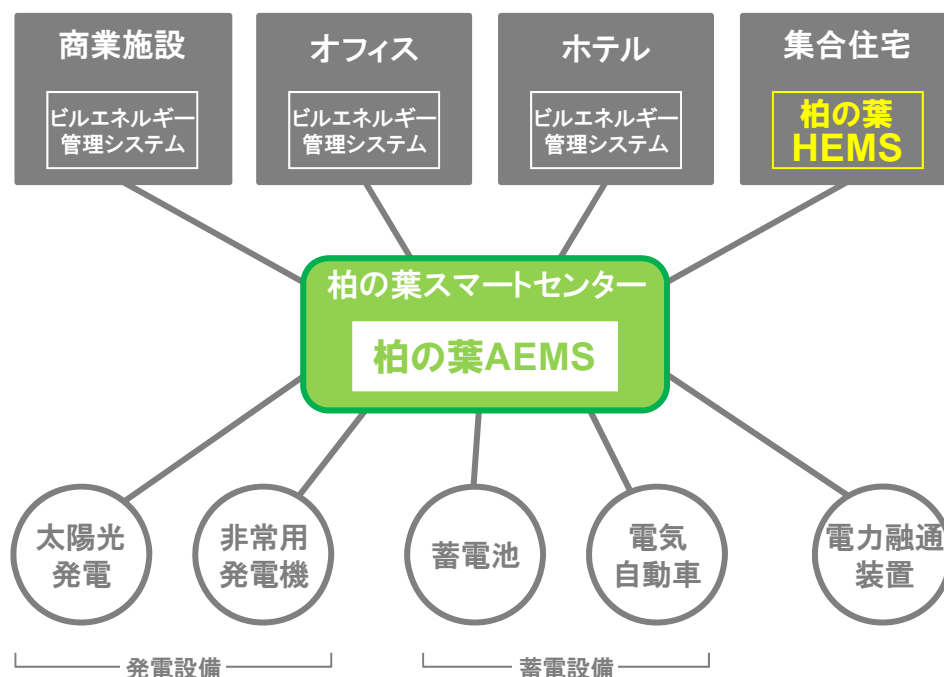 商業施設
オフィス
ホテル
集合住宅
ビルエネルギー
管理システム
ビルエネルギー
管理システム
ビルエネルギー
管理システム
柏の葉
HEMS
柏の葉スマートセンター
柏の葉AEMS
太陽光
発電
非常用
発電機
蓄電池
電気
自動車
電力融通
装置
発電設備
蓄電設備